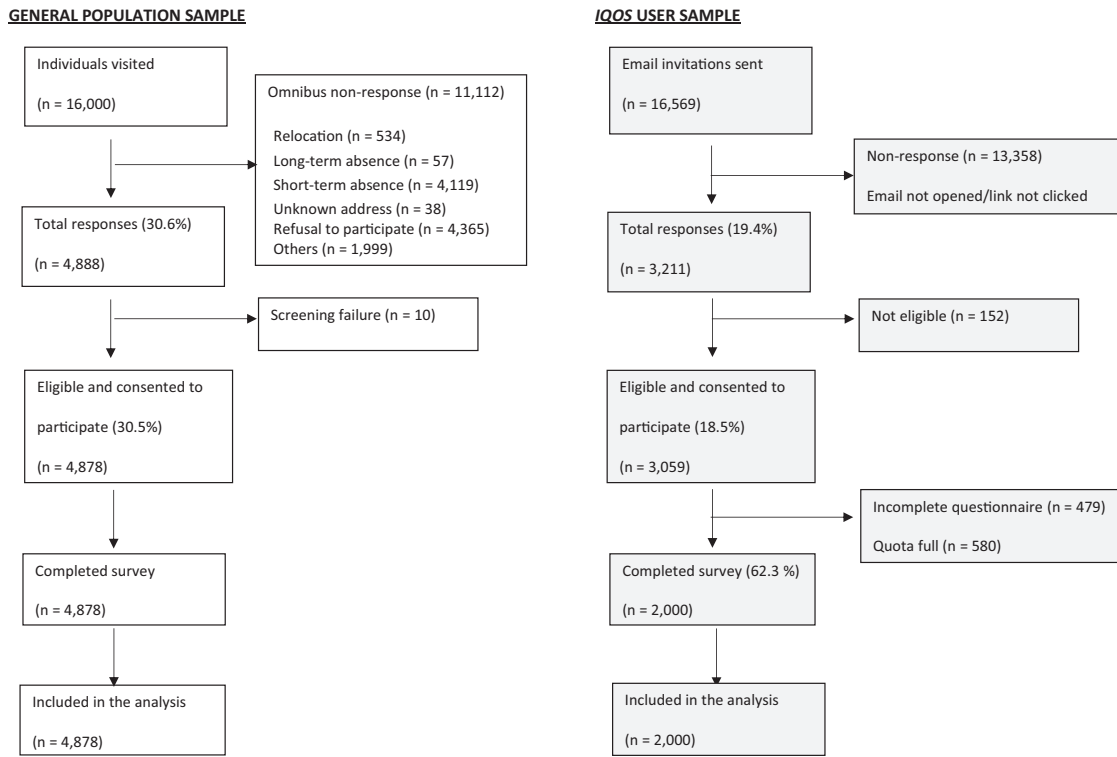 GENERAL POPULATION SAMPLE
Individuals visited
(n = 16,000)
Omnibus non-response (n = 11,112)
Relocation (n = 534)
Long-term absence (n = 57)
Short-term absence (n = 4,119)
Unknown address (n = 38)
Refusal to participate (n = 4,365)
Others (n = 1,999)
Total responses (30.6%)
(n = 4,888)
Screening failure (n = 10)
Eligible and consented to
participate (30.5%)
(n = 4,878)
Completed survey
(n = 4,878)
Included in the analysis
(n = 4,878)
IQOS USER SAMPLE
Email invitations sent
(n = 16,569)
Non-response (n = 13,358)
Email not opened/link not clicked
Total responses (19.4%)
(n = 3,211)
Not eligible (n = 152)
Eligible and consented to
participate (18.5%)
(n = 3,059)
Incomplete questionnaire (n = 479)
Quota full (n = 580)
Completed survey (62.3 %)
(n = 2,000)
Included in the analysis
(n = 2,000)